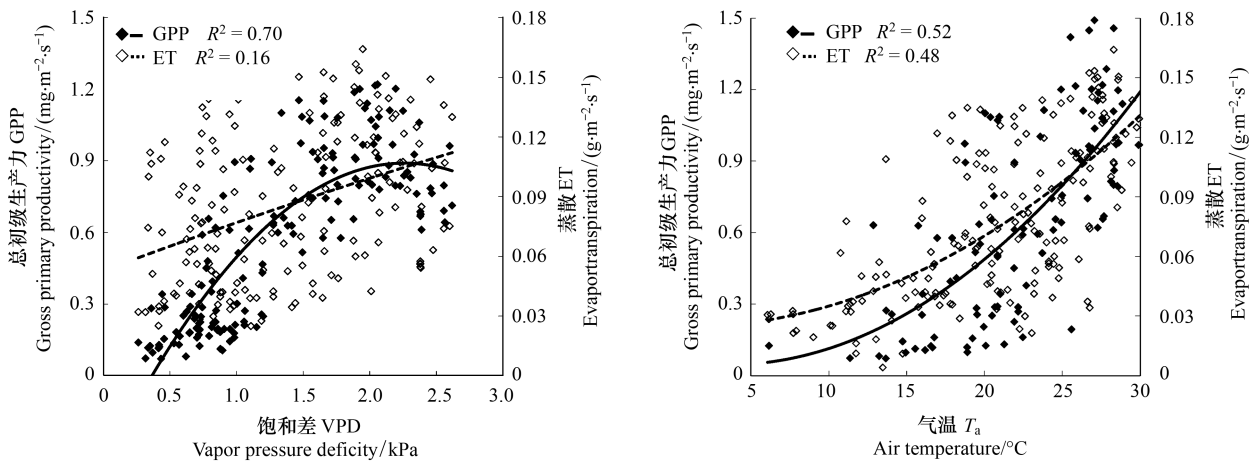 GPP R² = 0.70
ET R² = 0.16
总初级生产力 GPP
Gross primary productivity/(mg·m⁻²·s⁻¹)
1.5
1.2
0.9
0.6
0.3
0
0.18
0.15
0.12
0.09
0.06
0.03
0
蒸散 ET
Evaportranspiration/(g·m⁻²·s⁻¹)
0 0.5 1.0 1.5 2.0 2.5 3.0
饱和差 VPD
Vapor pressure deficity/kPa
GPP R² = 0.52
ET R² = 0.48
总初级生产力 GPP
Gross primary productivity/(mg·m⁻²·s⁻¹)
1.5
1.2
0.9
0.6
0.3
0
0.18
0.15
0.12
0.09
0.06
0.03
0
蒸散 ET
Evaportranspiration/(g·m⁻²·s⁻¹)
5 10 15 20 25 30
气温 Tₐ
Air temperature/°C